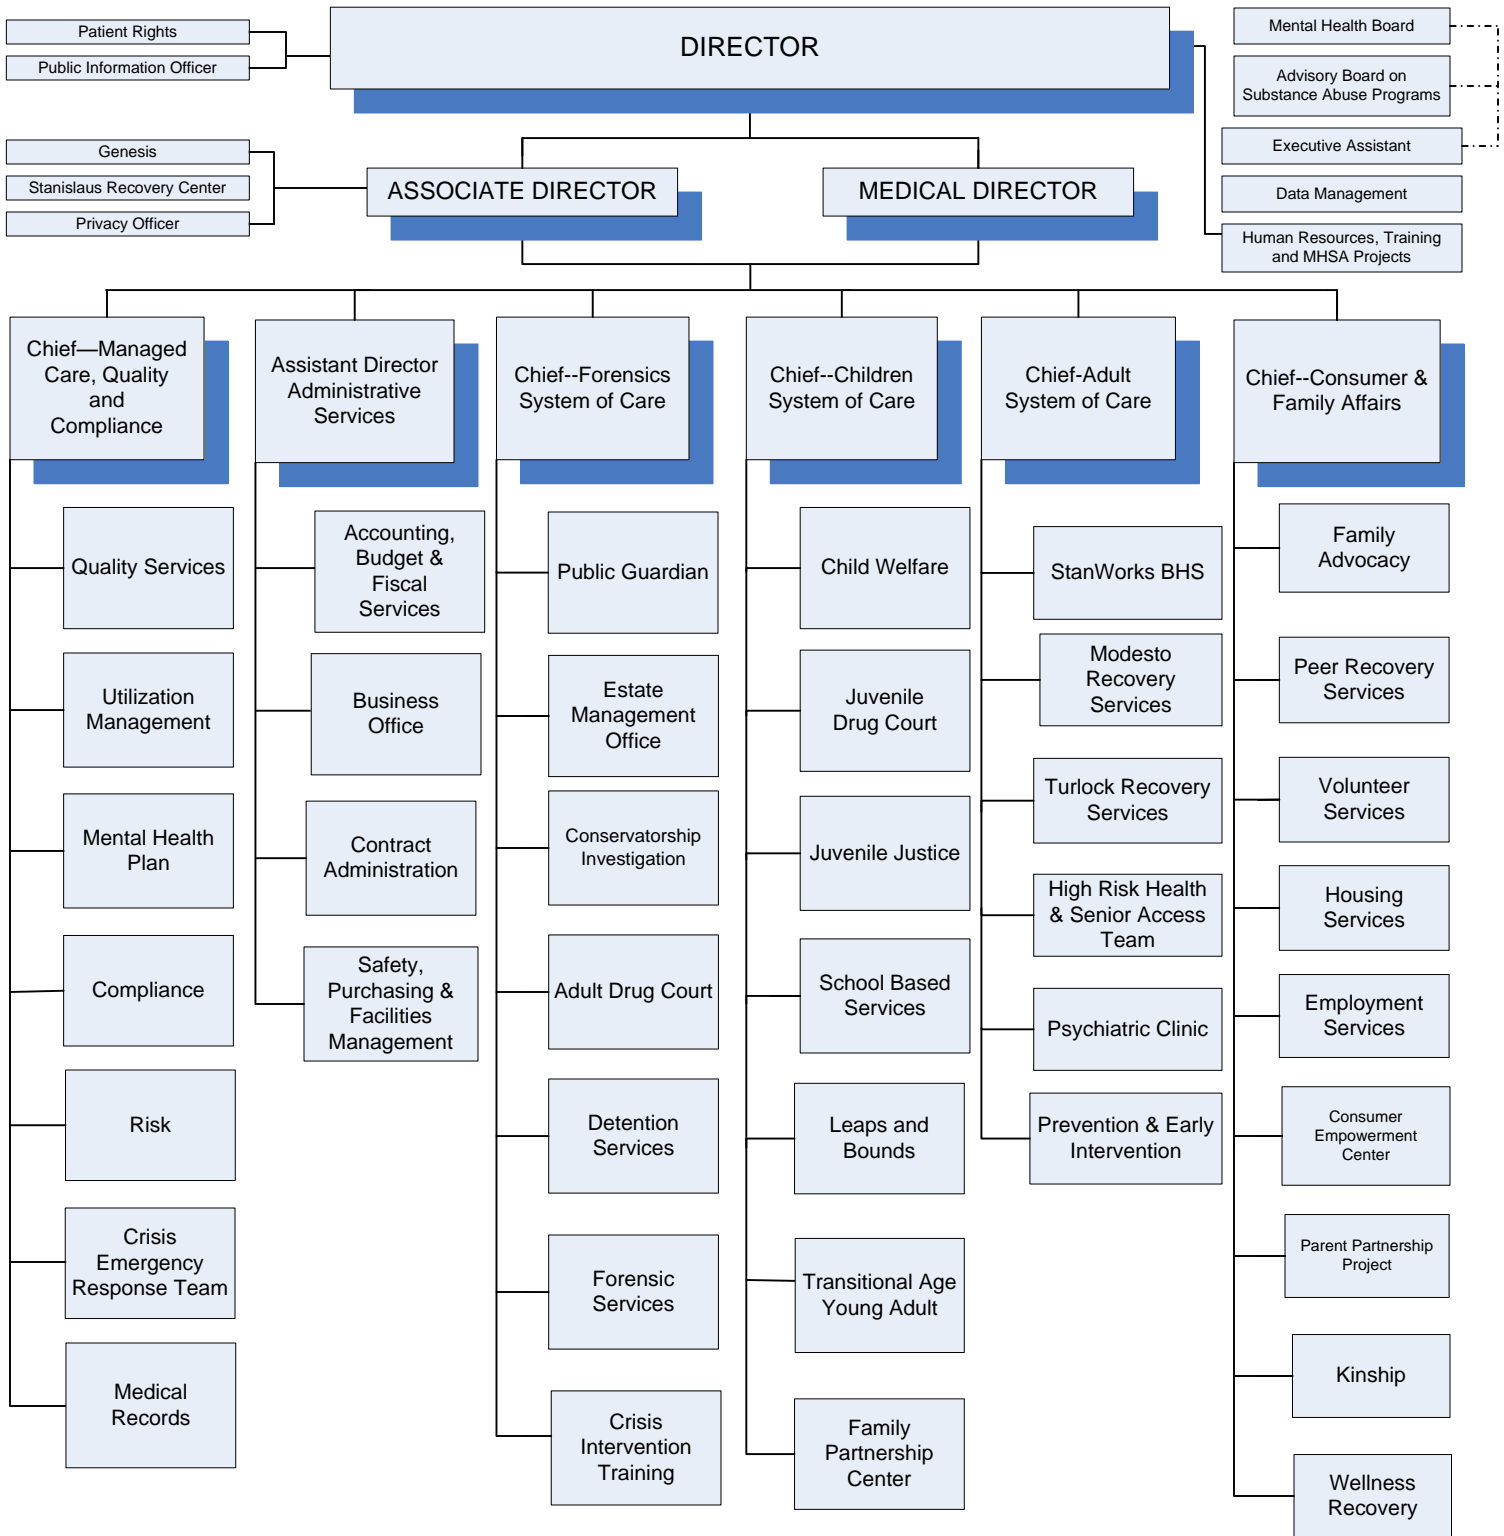 Patient Rights
Public Information Officer
DIRECTOR
Mental Health Board
Advisory Board on
Substance Abuse Programs
Executive Assistant
Data Management
Human Resources, Training
and MHSA Projects
Genesis
Stanislaus Recovery Center
Privacy Officer
ASSOCIATE DIRECTOR
MEDICAL DIRECTOR
Chief—Managed
Care, Quality
and
Compliance
Assistant Director
Administrative
Services
Chief--Forensics
System of Care
Chief--Children
System of Care
Chief-Adult
System of Care
Chief--Consumer &
Family Affairs
Quality Services
Utilization
Management
Mental Health
Plan
Compliance
Risk
Crisis
Emergency
Response Team
Medical
Records
Accounting,
Budget &
Fiscal
Services
Business
Office
Contract
Administration
Safety,
Purchasing &
Facilities
Management
Public Guardian
Estate
Management
Office
Conservatorship
Investigation
Adult Drug Court
Detention
Services
Forensic
Services
Crisis
Intervention
Training
Child Welfare
Juvenile
Drug Court
Juvenile Justice
School Based
Services
Leaps and
Bounds
Transitional Age
Young Adult
Family
Partnership
Center
StanWorks BHS
Modesto
Recovery
Services
Turlock Recovery
Services
High Risk Health
& Senior Access
Team
Psychiatric Clinic
Prevention & Early
Intervention
Family
Advocacy
Peer Recovery
Services
Volunteer
Services
Housing
Services
Employment
Services
Consumer
Empowerment
Center
Parent Partnership
Project
Kinship
Wellness
Recovery